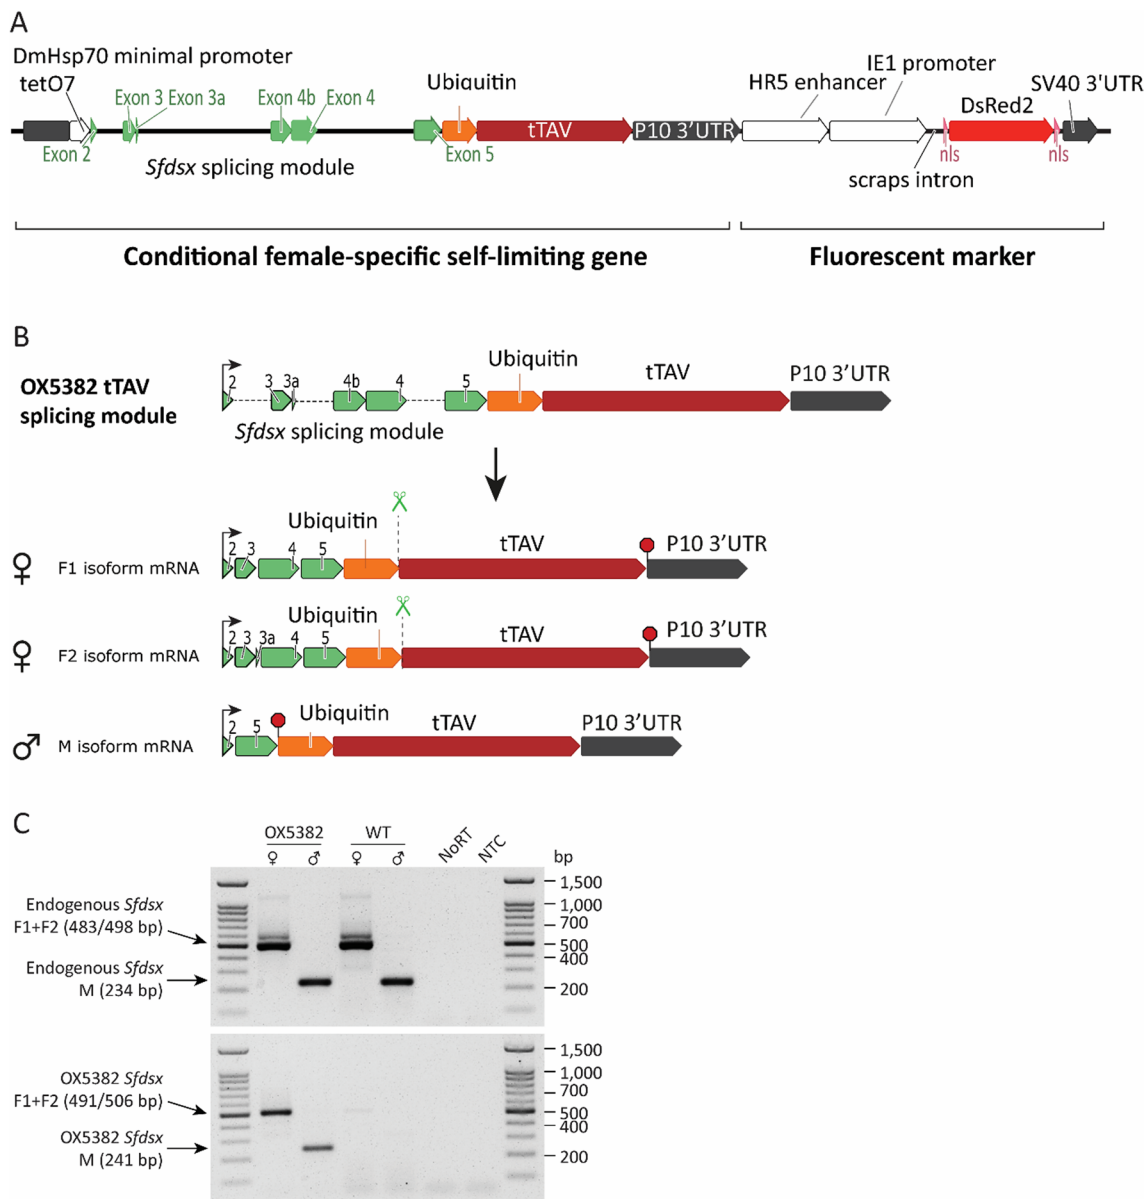 A
DmHsp70 minimal promoter
tetO7
Exon 3
Exon 3a
Exon 4b
Exon 4
Ubiquitin
HR5 enhancer
IE1 promoter
DsRed2
SV40 3'UTR
tTAV
P10 3'UTR
Exon 2
Sfdsx splicing module
Exon 5
nls
nls
scraps intron
Conditional female-specific self-limiting gene
Fluorescent marker
B
OX5382 tTAV
splicing module
2
3
3a
4b
4
5
Ubiquitin
tTAV
P10 3’UTR
Sfdsx splicing module
♀
F1 isoform mRNA
2
3
4
5
Ubiquitin
tTAV
P10 3’UTR
♀
F2 isoform mRNA
2
3
3a
4
5
Ubiquitin
tTAV
P10 3’UTR
♂
M isoform mRNA
2
5
Ubiquitin
tTAV
P10 3’UTR
C
OX5382
WT
♀
♂
♀
♂
NoRT
NTC
bp
Endogenous Sfdsx
F1+F2 (483/498 bp)
Endogenous Sfdsx
M (234 bp)
1,500
1,000
700
500
400
200
OX5382 Sfdsx
F1+F2 (491/506 bp)
OX5382 Sfdsx
M (241 bp)
1,500
1,000
700
500
400
200